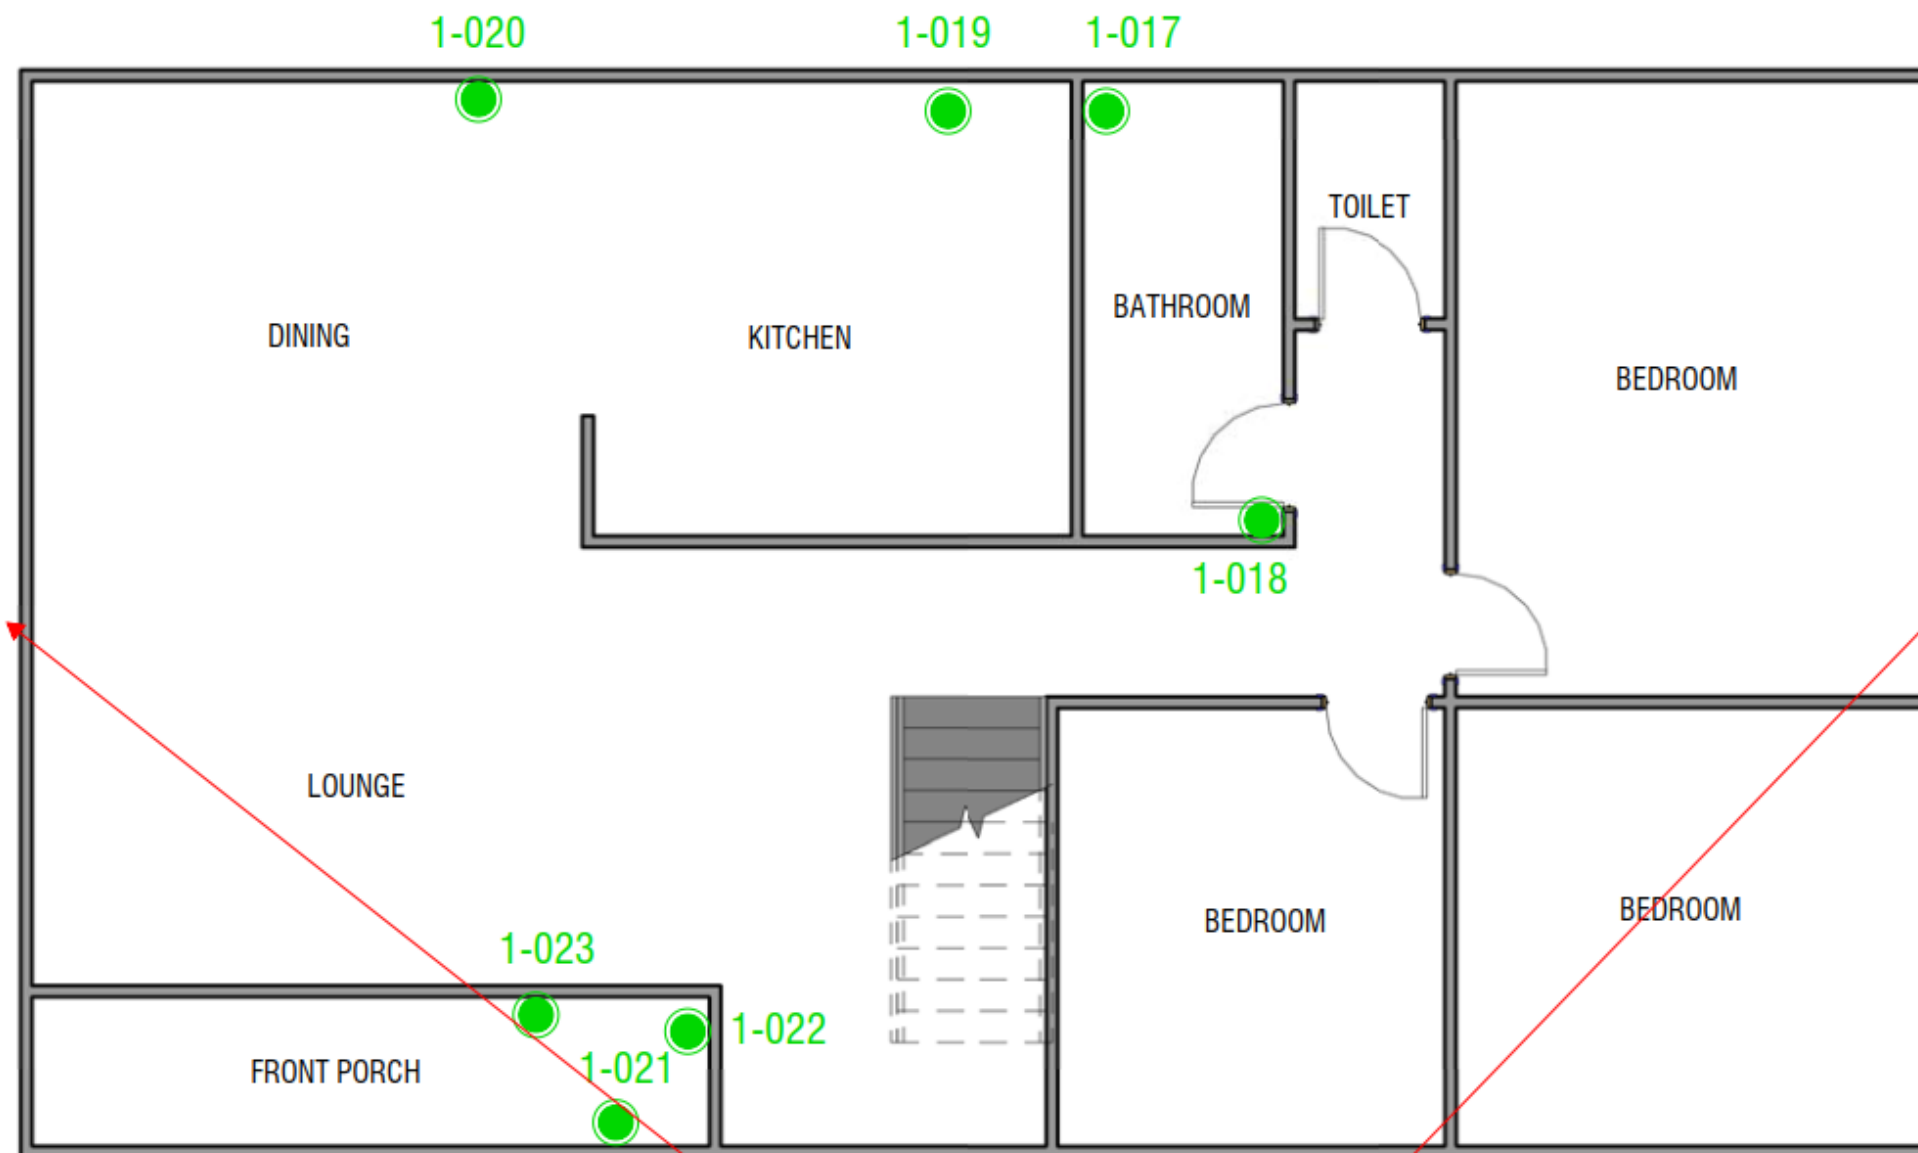 1-020
1-019
1-017
TOILET
BATHROOM
DINING
KITCHEN
BEDROOM
1-018
LOUNGE
BEDROOM
BEDROOM
1-023
1-022
1-021
FRONT PORCH